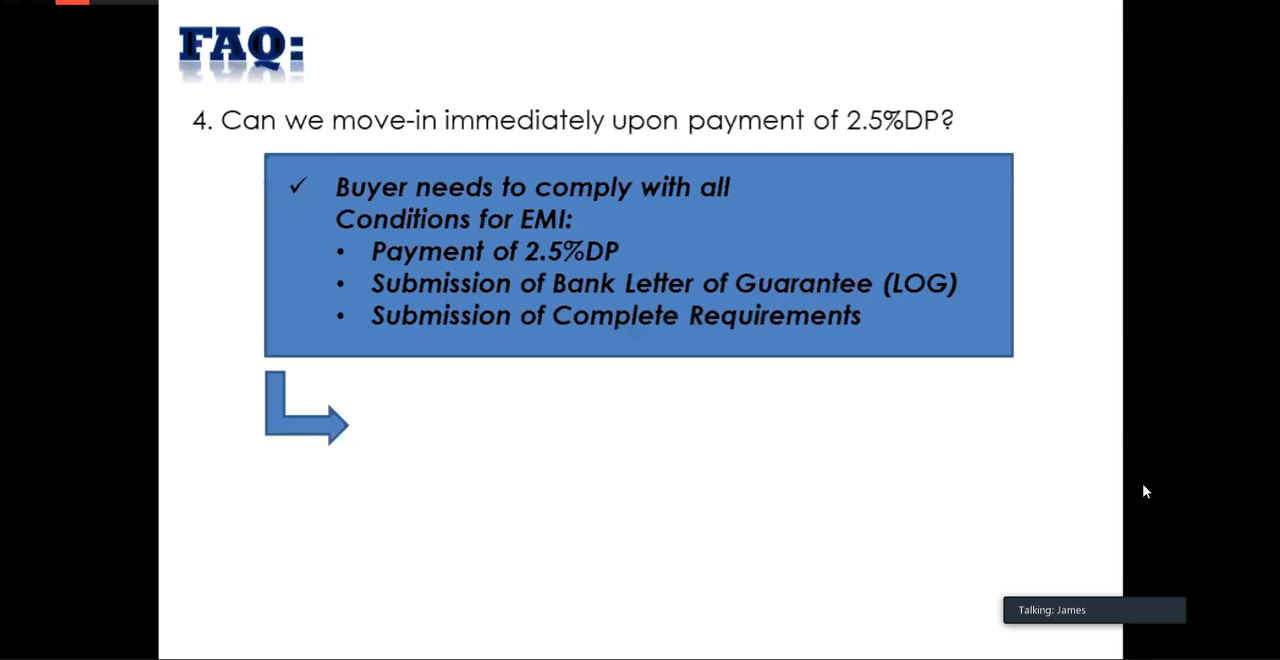 FAQ:
4. Can we move-in immediately upon payment of 2.5%DP?
✓ Buyer needs to comply with all
Conditions for EMI:
• Payment of 2.5%DP
• Submission of Bank Letter of Guarantee (LOG)
• Submission of Complete Requirements
Talking: James